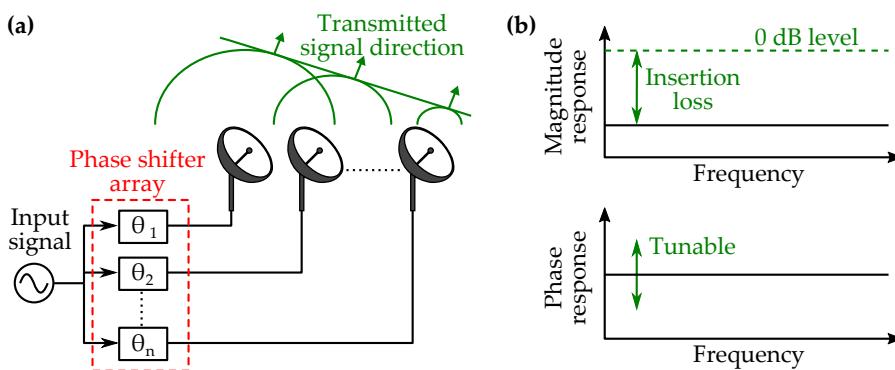 (a)
Transmitted
signal direction
Phase shifter
array
Input
signal
θ1
θ2
θn
(b)
0 dB level
Insertion
loss
Magnitude
response
Frequency
Tunable
Phase
response
Frequency